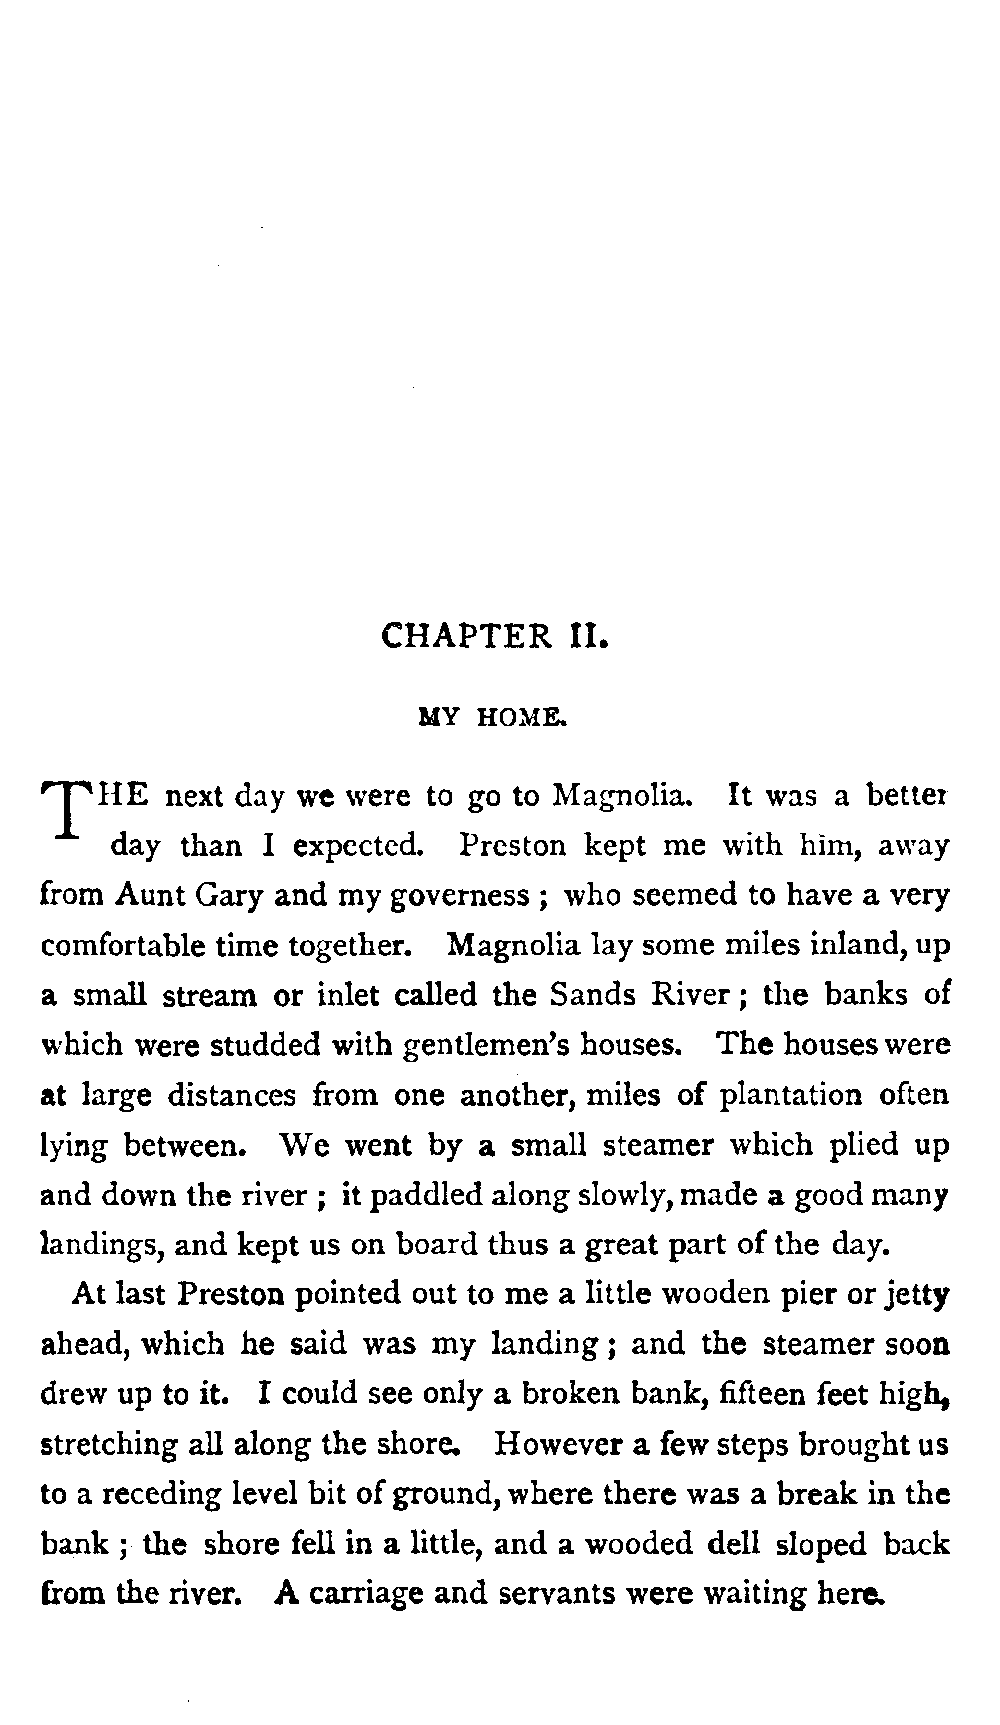 CHAPTER II.
MY HOME.
THE next day we were to go to Magnolia. It was a better
day than I expected. Preston kept me with him, away
from Aunt Gary and my governess ; who seemed to have a very
comfortable time together. Magnolia lay some miles inland, up
a small stream or inlet called the Sands River ; the banks of
which were studded with gentlemen's houses. The houses were
at large distances from one another, miles of plantation often
lying between. We went by a small steamer which plied up
and down the river ; it paddled along slowly, made a good many
landings, and kept us on board thus a great part of the day.
At last Preston pointed out to me a little wooden pier or jetty
ahead, which he said was my landing ; and the steamer soon
drew up to it. I could see only a broken bank, fifteen feet high,
stretching all along the shore. However a few steps brought us
to a receding level bit of ground, where there was a break in the
bank ; the shore fell in a little, and a wooded dell sloped back
from the river. A carriage and servants were waiting here.